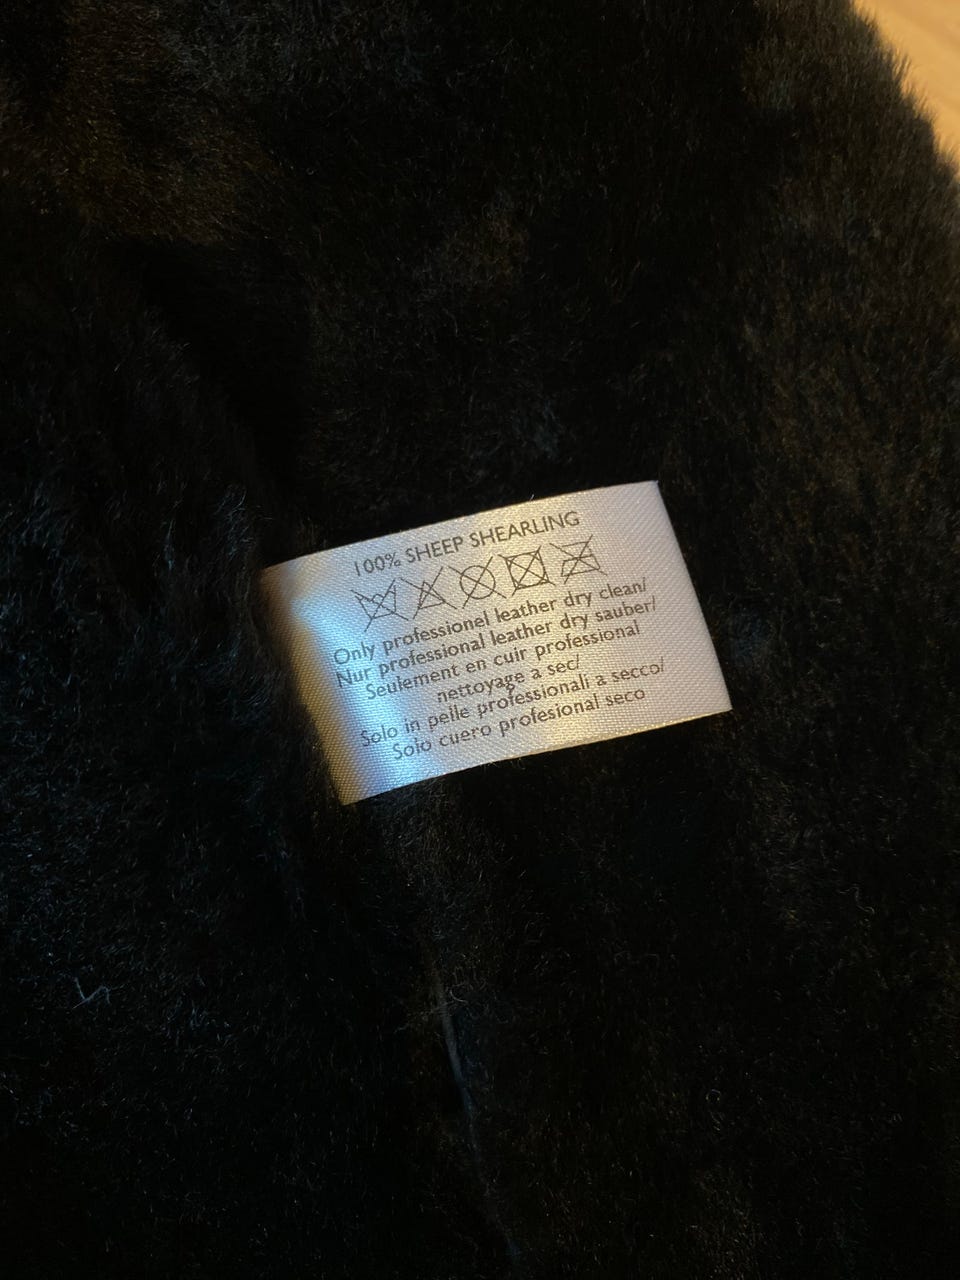 100% SHEEP SHEARLING
Only professionel leather dry clean/
Nur professional leather dry sauber/
Seulement en cuir professional
nettoyage a sec/
Solo in pelle professionali a secco/
Solo cuero profesional seco